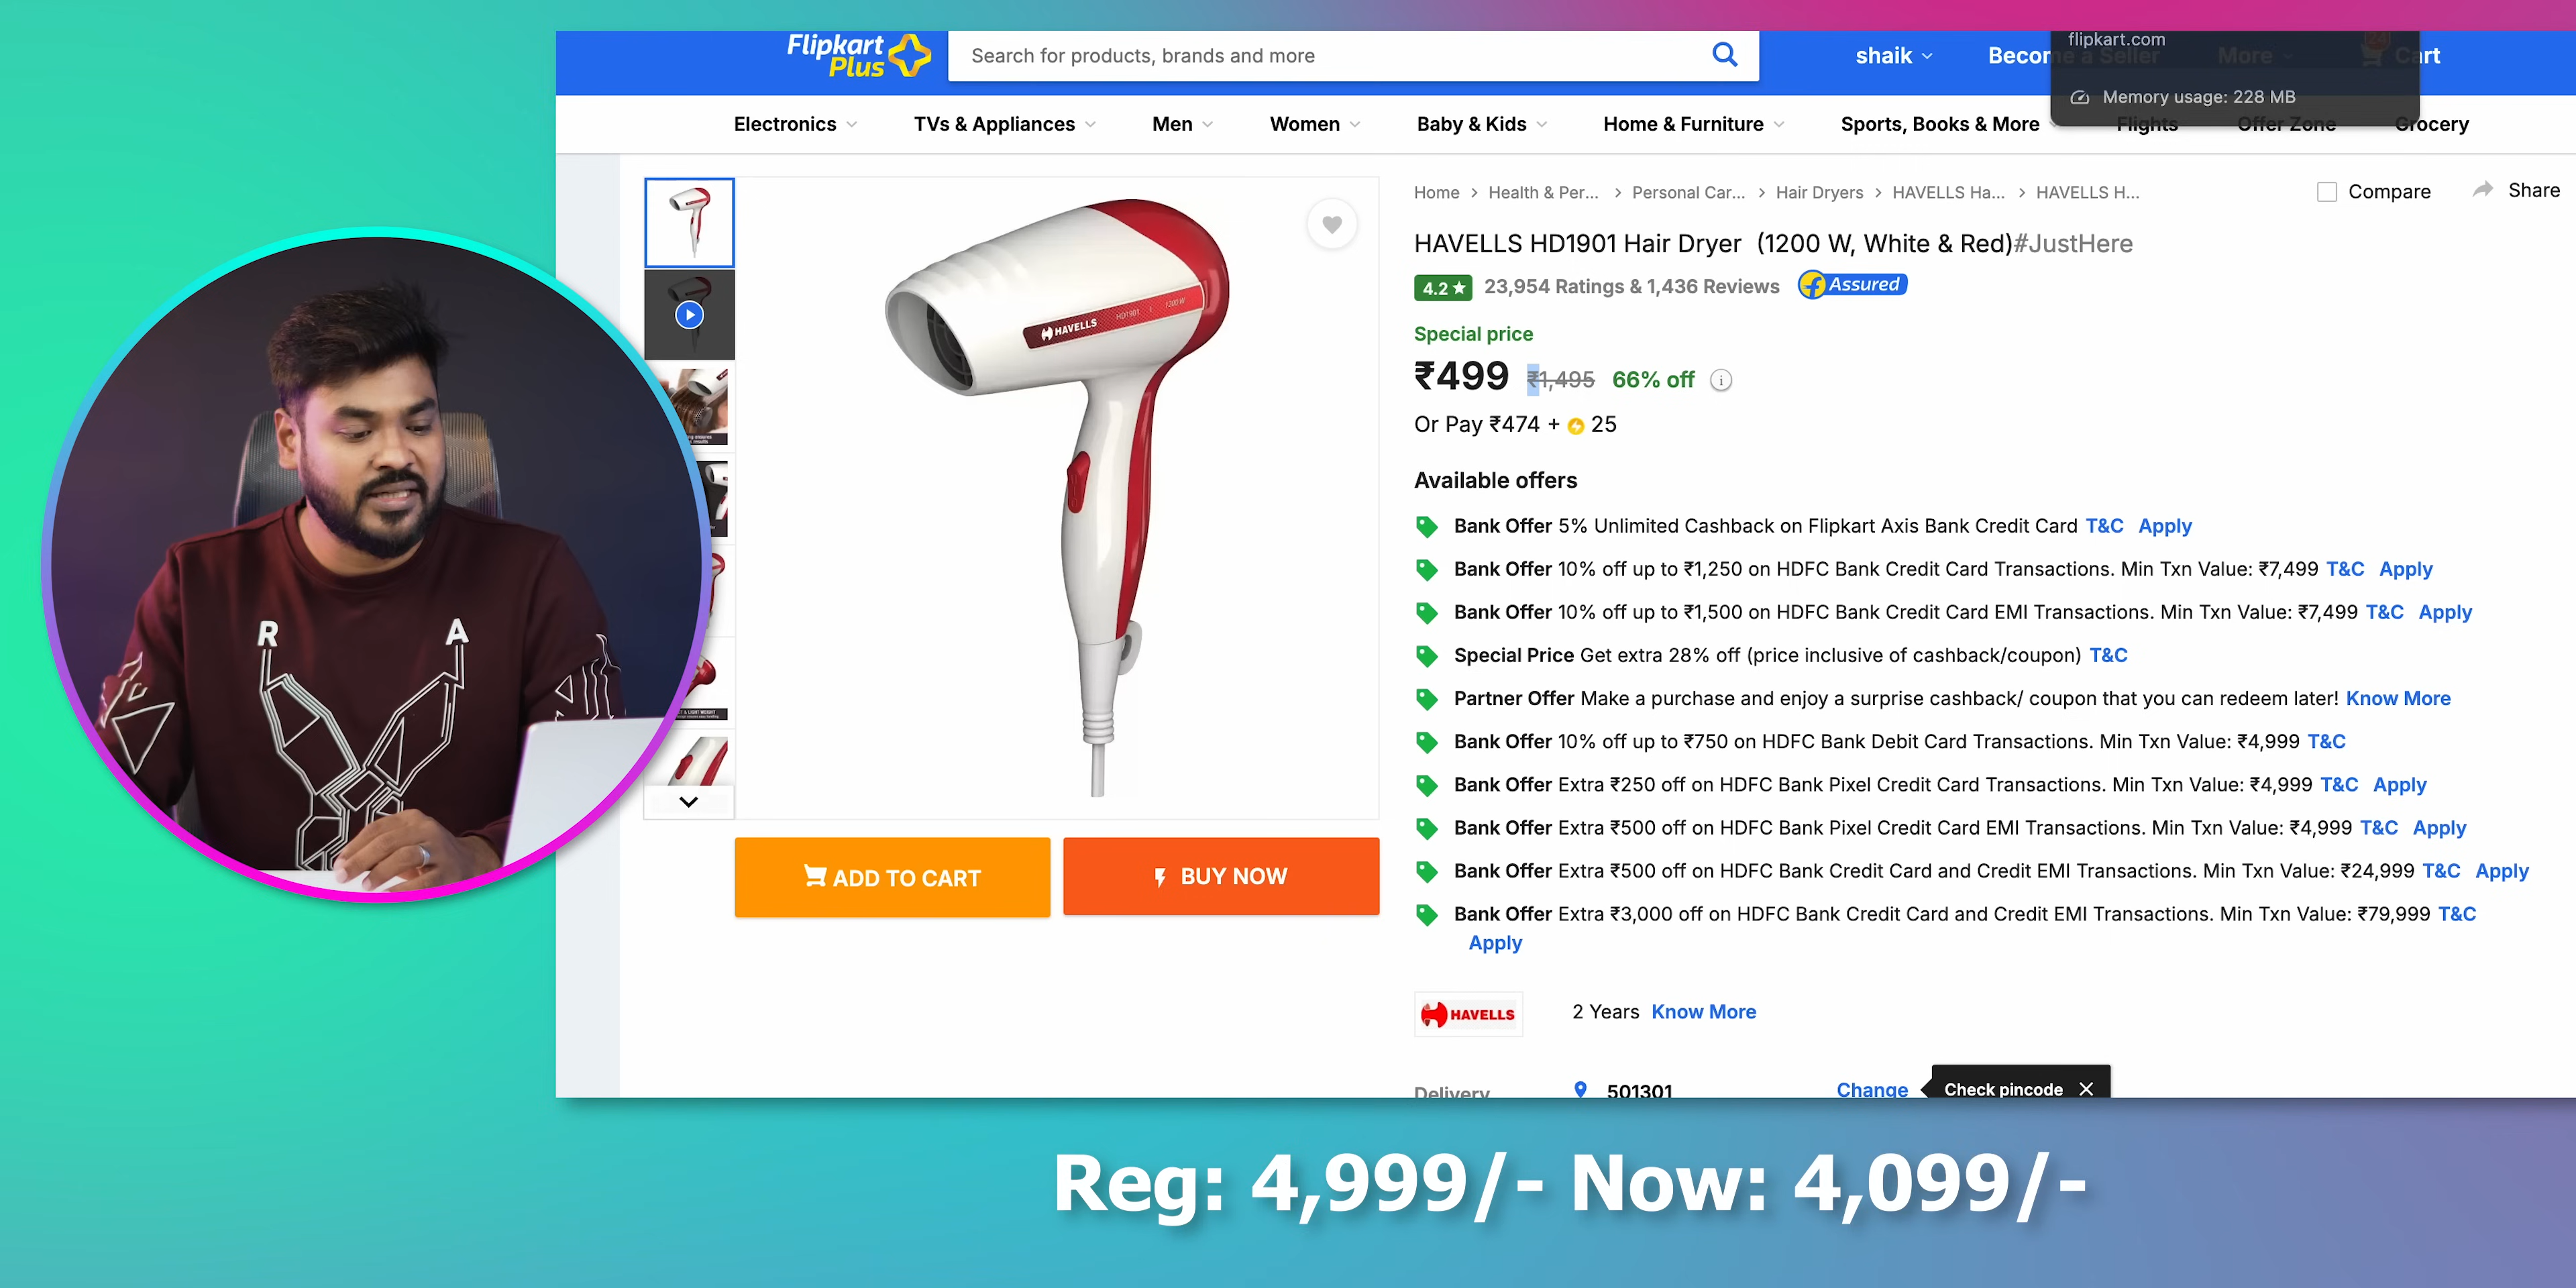 Flipkart
Plus
Search for products, brands and more
shaik
Become a Seller
More
Cart
flipkart.com
Memory usage: 228 MB
Electronics
TVs & Appliances
Men
Women
Baby & Kids
Home & Furniture
Sports, Books & More
Flights
Offer Zone
Grocery
Home > Health & Per... > Personal Car... > Hair Dryers > HAVELLS Ha... > HAVELLS H...
Compare
Share
HAVELLS HD1901 Hair Dryer (1200 W, White & Red)#JustHere
4.2★ 23,954 Ratings & 1,436 Reviews Assured
Special price
₹499 ₹1,495 66% off
Or Pay ₹474 + 25
Available offers
Bank Offer 5% Unlimited Cashback on Flipkart Axis Bank Credit Card T&C Apply
Bank Offer 10% off up to ₹1,250 on HDFC Bank Credit Card Transactions. Min Txn Value: ₹7,499 T&C Apply
Bank Offer 10% off up to ₹1,500 on HDFC Bank Credit Card EMI Transactions. Min Txn Value: ₹7,499 T&C Apply
Special Price Get extra 28% off (price inclusive of cashback/coupon) T&C
Partner Offer Make a purchase and enjoy a surprise cashback/ coupon that you can redeem later! Know More
Bank Offer 10% off up to ₹750 on HDFC Bank Debit Card Transactions. Min Txn Value: ₹4,999 T&C
Bank Offer Extra ₹250 off on HDFC Bank Pixel Credit Card Transactions. Min Txn Value: ₹4,999 T&C Apply
Bank Offer Extra ₹500 off on HDFC Bank Pixel Credit Card EMI Transactions. Min Txn Value: ₹4,999 T&C Apply
Bank Offer Extra ₹500 off on HDFC Bank Credit Card and Credit EMI Transactions. Min Txn Value: ₹24,999 T&C Apply
Bank Offer Extra ₹3,000 off on HDFC Bank Credit Card and Credit EMI Transactions. Min Txn Value: ₹79,999 T&C
Apply
HAVELLS
HD1901
1200W
R A
ADD TO CART
BUY NOW
HAVELLS
2 Years Know More
Delivery
501301
Change
Check pincode
Reg: 4,999/- Now: 4,099/-